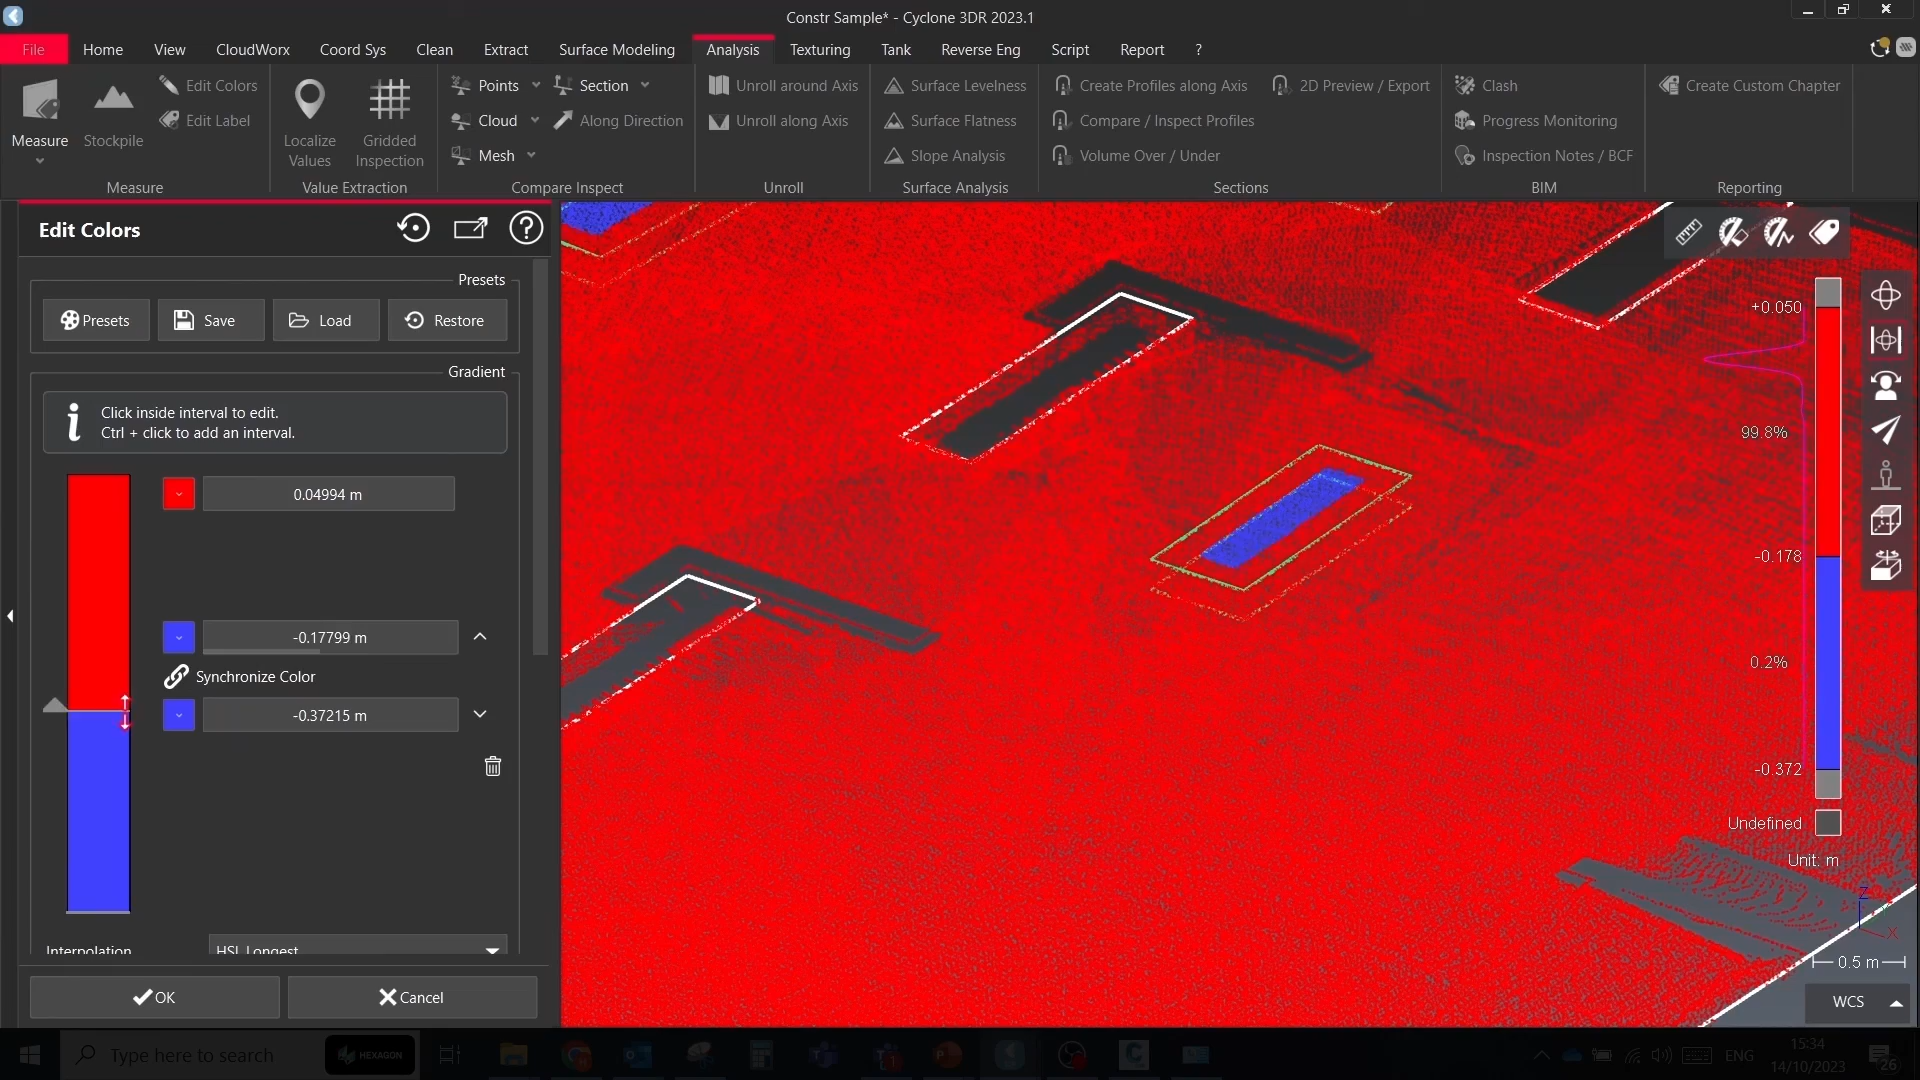 Constr Sample* - Cyclone 3DR 2023.1
File Home View CloudWorx Coord Sys Clean Extract Surface Modeling Analysis Texturing Tank Reverse Eng Script Report ?
Measure
Stockpile
Edit Colors
Edit Label
Measure
Localize
Values
Gridded
Inspection
Value Extraction
Points
Section
Cloud
Along Direction
Mesh
Compare Inspect
Unroll around Axis
Unroll along Axis
Unroll
Surface Levelness
Surface Flatness
Slope Analysis
Surface Analysis
Create Profiles along Axis
2D Preview / Export
Compare / Inspect Profiles
Volume Over / Under
Sections
Clash
Progress Monitoring
Inspection Notes / BCF
BIM
Create Custom Chapter
Reporting
Edit Colors
Presets
Presets Save Load Restore
Gradient
Click inside interval to edit.
Ctrl + click to add an interval.
0.04994 m
-0.17799 m
Synchronize Color
-0.37215 m
Interpolation HSL Longest
OK Cancel
+0.050
99.8%
-0.178
0.2%
-0.372
Undefined
Unit: m
Z
X
0.5 m
WCS
Type here to search
HEXAGON
ENG
15:34
14/10/2023
26